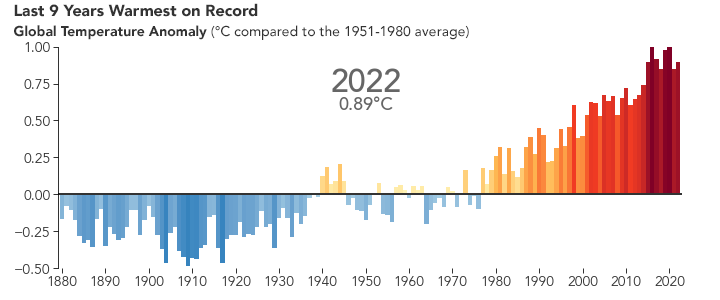 Last 9 Years Warmest on Record
Global Temperature Anomaly (°C compared to the 1951-1980 average)
1.00
2022
0.89°C
0.75
0.50
0.25
0.00
−0.25
−0.50
1880 1890 1900 1910 1920 1930 1940 1950 1960 1970 1980 1990 2000 2010 2020